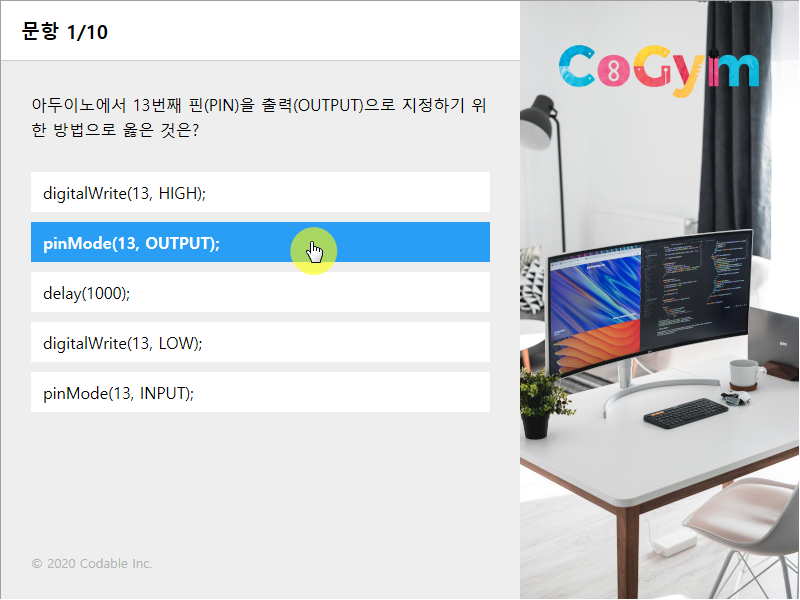 문항 1/10
CoGym
아두이노에서 13번째 핀(PIN)을 출력(OUTPUT)으로 지정하기 위
한 방법으로 옳은 것은?
digitalWrite(13, HIGH);
pinMode(13, OUTPUT);
delay(1000);
digitalWrite(13, LOW);
pinMode(13, INPUT);
© 2020 Codable Inc.